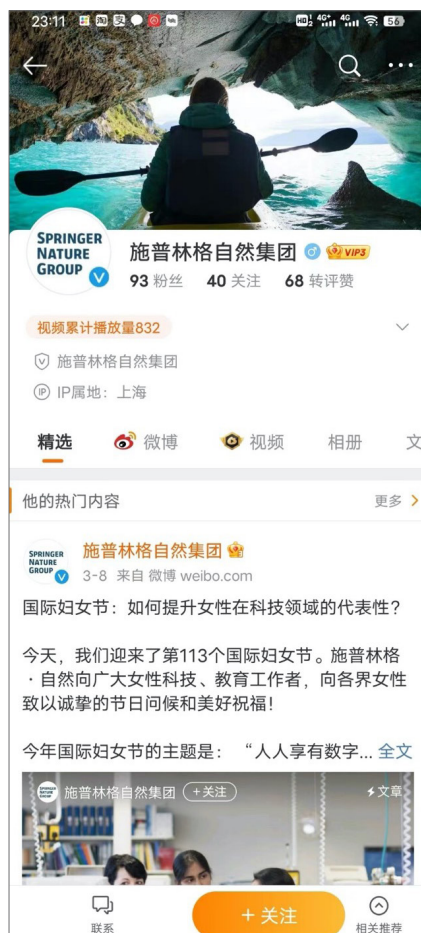 23:11
HD 4G+ 4G 56
SPRINGER
NATURE
GROUP
施普林格自然集团 VIP3
93 粉丝 40 关注 68 转评赞
视频累计播放量832
施普林格自然集团
IP IP属地：上海
精选 微博 视频 相册 文
他的热门内容 更多
SPRINGER
NATURE
GROUP
施普林格自然集团
3-8 来自 微博 weibo.com
国际妇女节：如何提升女性在科技领域的代表性？
今天，我们迎来了第113个国际妇女节。施普林格
·自然向广大女性科技、教育工作者，向各界女性
致以诚挚的节日问候和美好祝福！
今年国际妇女节的主题是： “人人享有数字... 全文
施普林格自然集团 +关注 文章
联系 +关注 相关推荐